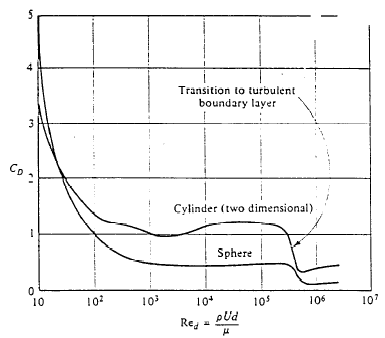 5
4
3
C_D
2
1
0
Transition to turbulent
boundary layer
Cylinder (two dimensional)
Sphere
10 10² 10³ 10⁴ 10⁵ 10⁶ 10⁷
Re_d = ρUd / μ